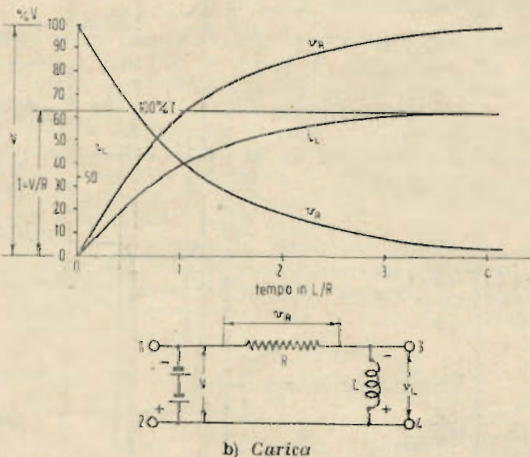 %V
100
90
80
70
60
50
40
30
20
10
0
V
I=V/R
50
100% I
v_R
i_L
i_L
v_R
0 1 2 3 4
tempo in L/R
v_R
1 3
- -
V R L v_L
+ +
2 4
b) Carica